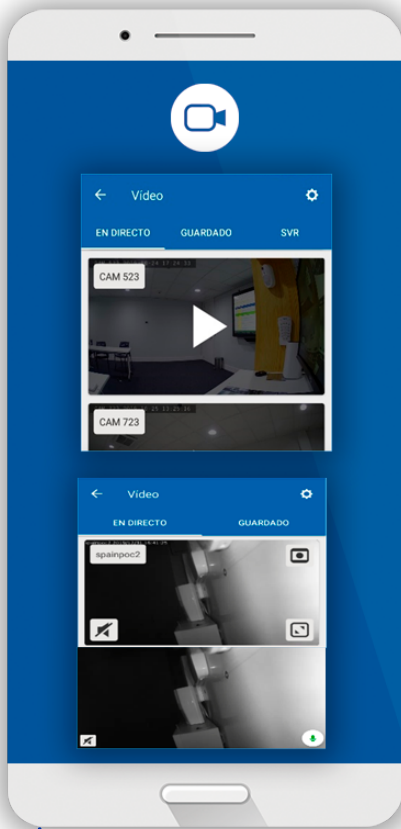 Vídeo
EN DIRECTO GUARDADO SVR
CAM 523
CAM 723
Vídeo
EN DIRECTO GUARDADO
spainpoc2